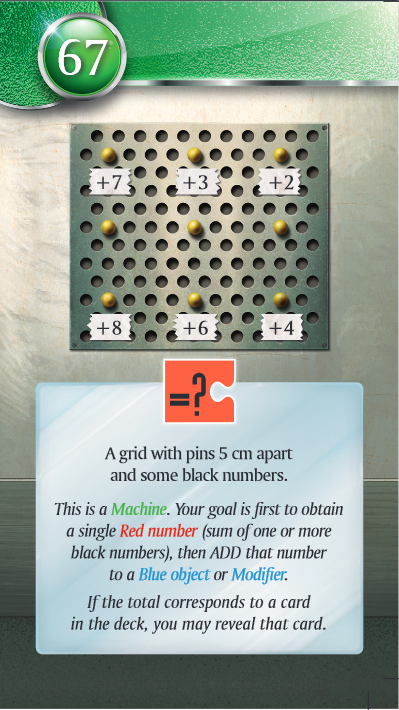 67
+7 +3 +2
+8 +6 +4
=?
A grid with pins 5 cm apart
and some black numbers.
This is a Machine. Your goal is first to obtain
a single Red number (sum of one or more
black numbers), then ADD that number
to a Blue object or Modifier.
If the total corresponds to a card
in the deck, you may reveal that card.